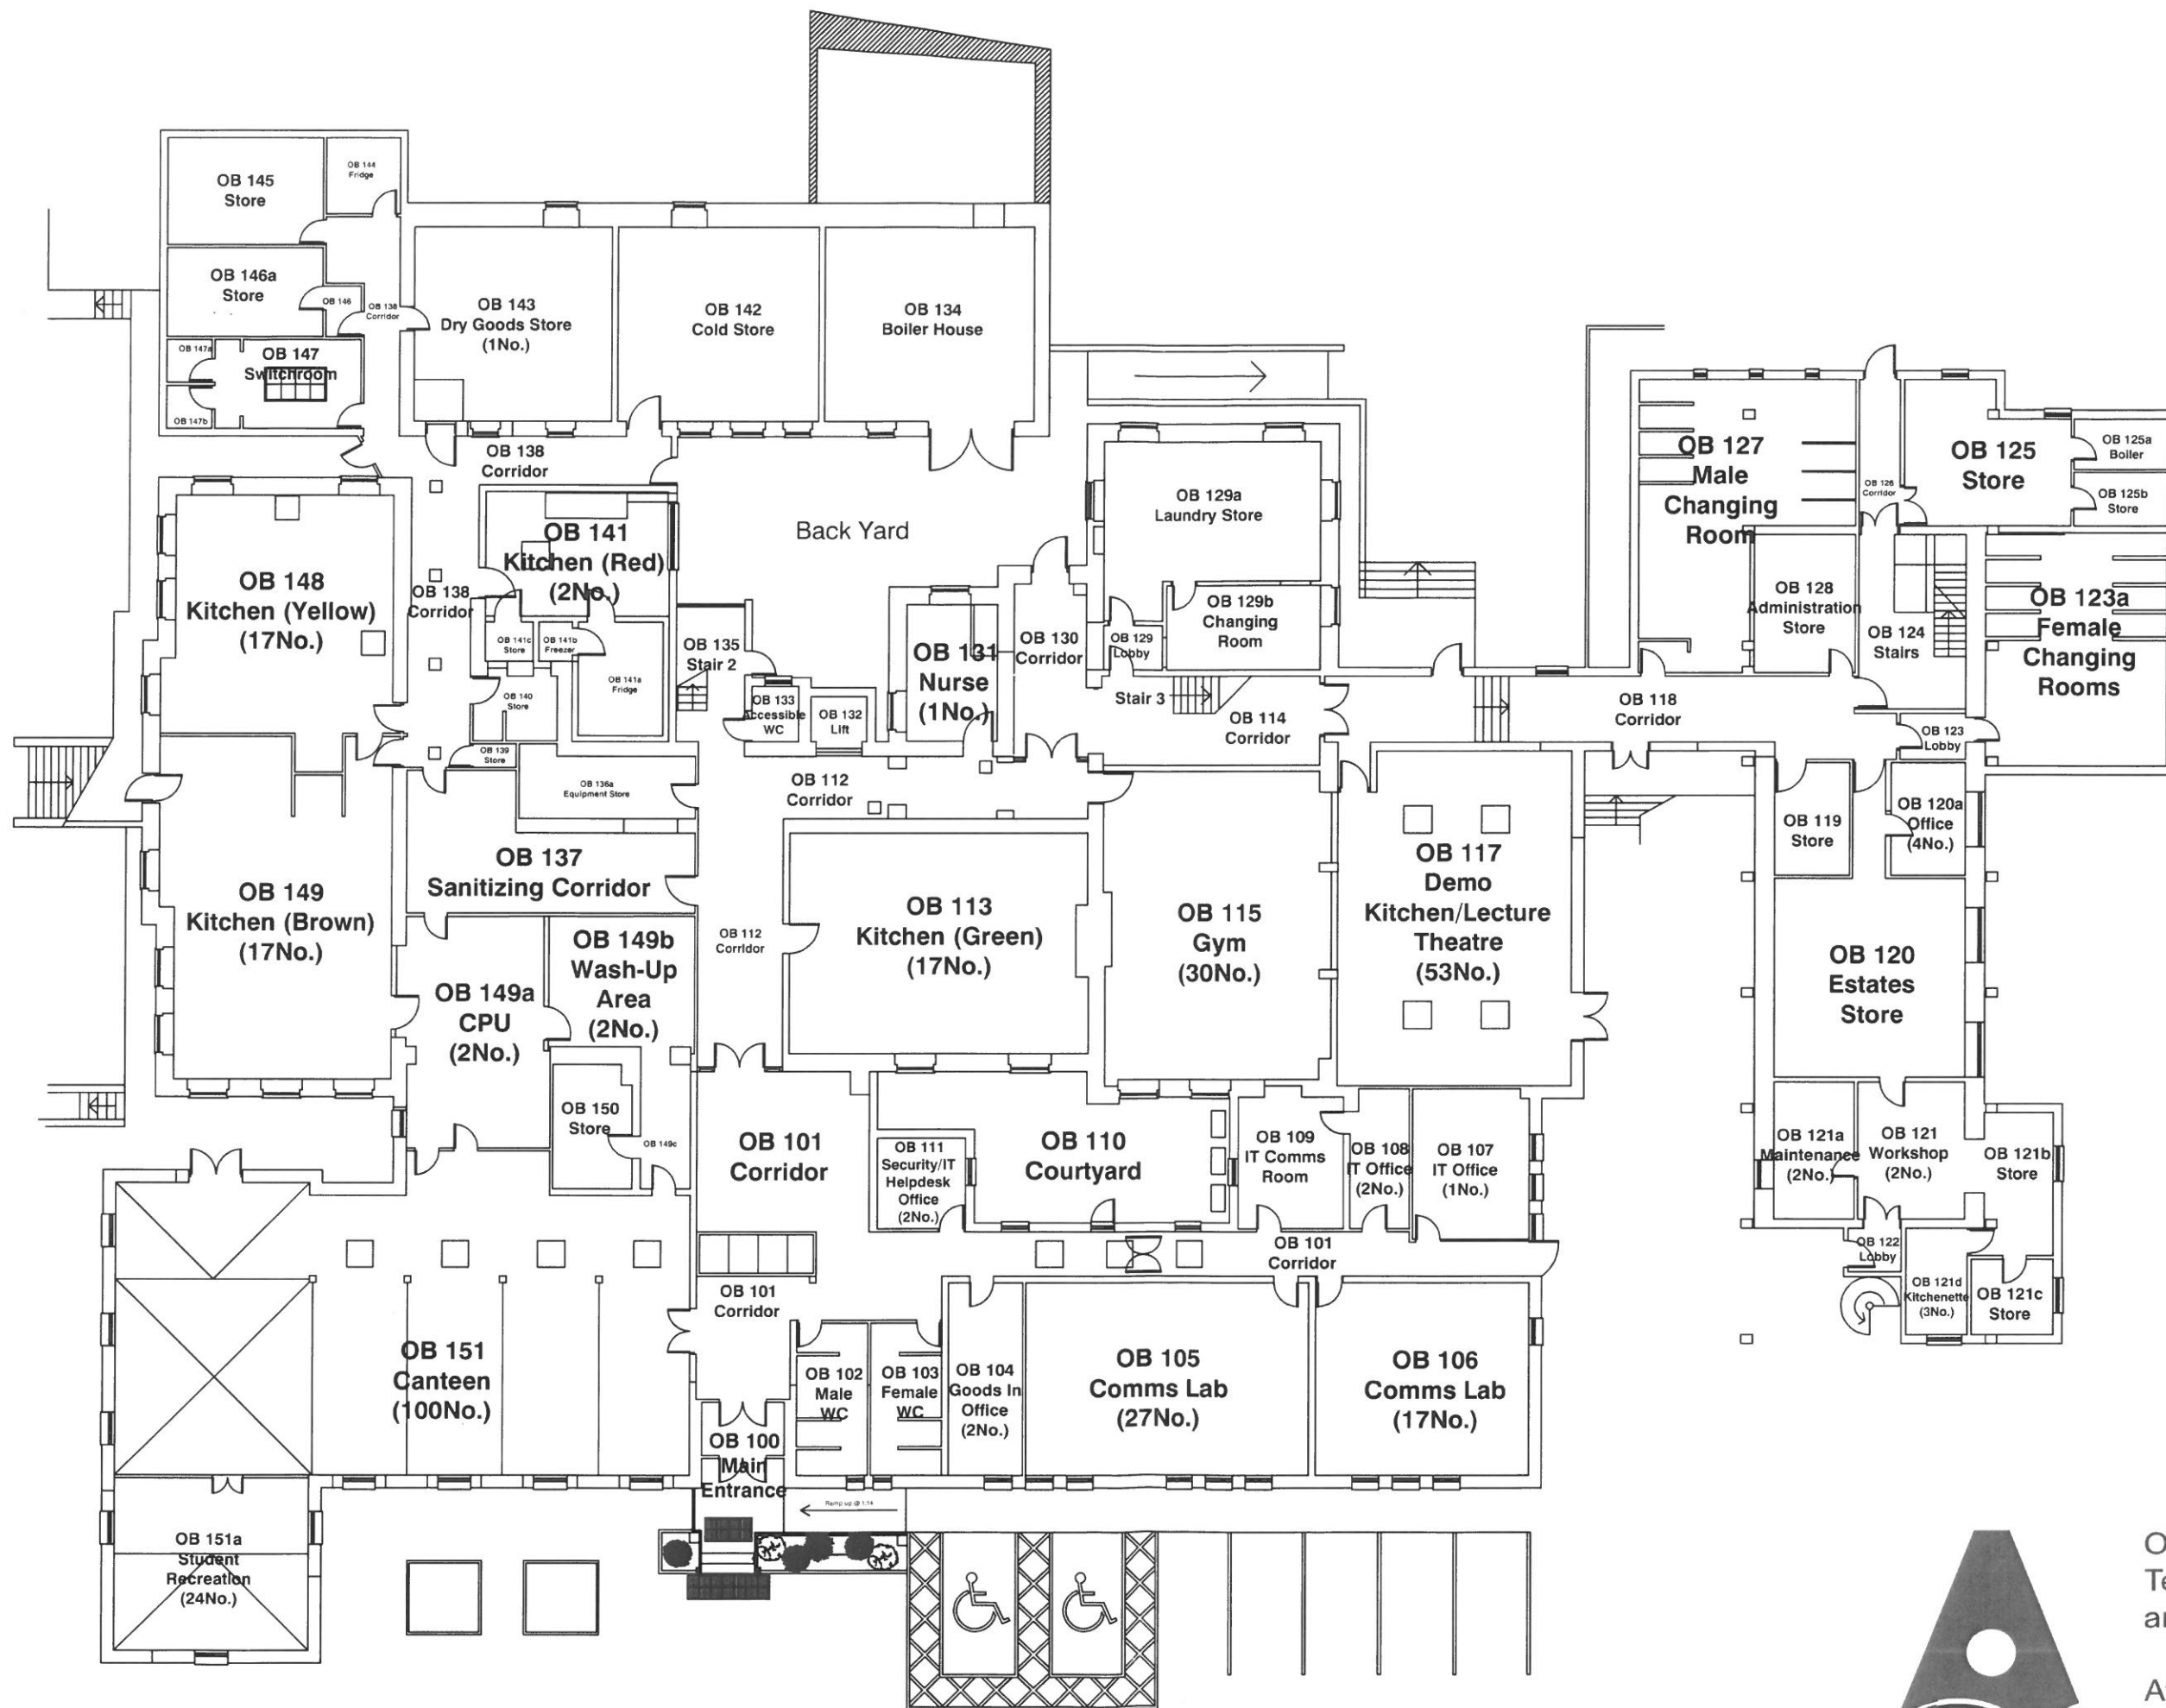 OB 145
Store
OB 144
Fridge
OB 146a
Store
OB 146
OB 138
Corridor
OB 143
Dry Goods Store
(1No.)
OB 142
Cold Store
OB 134
Boiler House
OB 147a
OB 147
Switchroom
OB 147b
OB 138
Corridor
OB 141
Kitchen (Red)
(2No.)
Back Yard
OB 129a
Laundry Store
OB 127
Male
Changing
Room
OB 126
Corridor
OB 125
Store
OB 125a
Boiler
OB 125b
Store
OB 148
Kitchen (Yellow)
(17No.)
OB 138
Corridor
OB 141c
Store
OB 141b
Freezer
OB 141a
Fridge
OB 140
Store
OB 139
Store
OB 135
Stair 2
OB 133
Accessible
WC
OB 132
Lift
OB 131
Nurse
(1No.)
OB 130
Corridor
OB 129
Lobby
OB 129b
Changing
Room
Stair 3
OB 114
Corridor
OB 118
Corridor
OB 128
Administration
Store
OB 124
Stairs
OB 123a
Female
Changing
Rooms
OB 123
Lobby
OB 136a
Equipment Store
OB 112
Corridor
OB 119
Store
OB 120a
Office
(4No.)
OB 149
Kitchen (Brown)
(17No.)
OB 137
Sanitizing Corridor
OB 149a
CPU
(2No.)
OB 149b
Wash-Up
Area
(2No.)
OB 112
Corridor
OB 113
Kitchen (Green)
(17No.)
OB 115
Gym
(30No.)
OB 117
Demo
Kitchen/Lecture
Theatre
(53No.)
OB 120
Estates
Store
OB 150
Store
OB 149c
OB 101
Corridor
OB 111
Security/IT
Helpdesk
Office
(2No.)
OB 110
Courtyard
OB 109
IT Comms
Room
OB 108
IT Office
(2No.)
OB 107
IT Office
(1No.)
OB 121a
Maintenance
(2No.)
OB 121
Workshop
(2No.)
OB 121b
Store
OB 122
Lobby
OB 121d
Kitchenette
(3No.)
OB 121c
Store
OB 101
Corridor
OB 101
Corridor
OB 151
Canteen
(100No.)
OB 102
Male
WC
OB 103
Female
WC
OB 104
Goods In
Office
(2No.)
OB 105
Comms Lab
(27No.)
OB 106
Comms Lab
(17No.)
OB 100
Main
Entrance
Ramp up @ 1:14
OB 151a
Student
Recreation
(24No.)